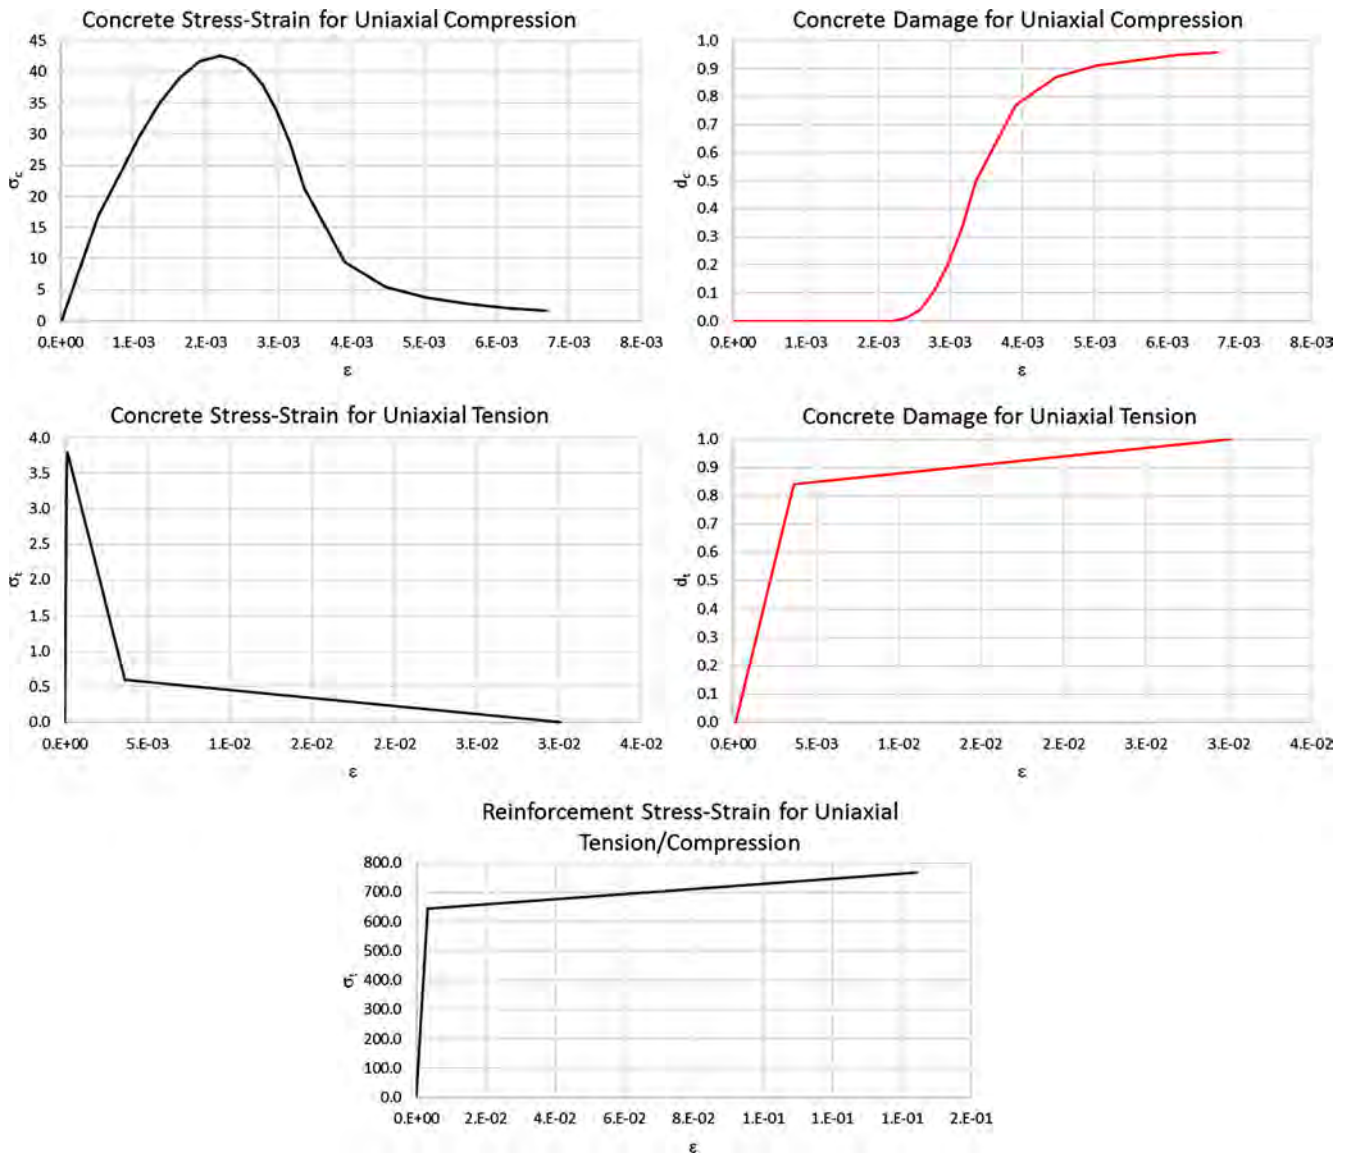 Concrete Stress-Strain for Uniaxial Compression
45
40
35
30
25
20
15
10
5
0
σc
0.E+00 1.E-03 2.E-03 3.E-03 4.E-03 5.E-03 6.E-03 7.E-03 8.E-03
ε
Concrete Damage for Uniaxial Compression
1.0
0.9
0.8
0.7
0.6
0.5
0.4
0.3
0.2
0.1
0.0
dc
0.E+00 1.E-03 2.E-03 3.E-03 4.E-03 5.E-03 6.E-03 7.E-03 8.E-03
ε
Concrete Stress-Strain for Uniaxial Tension
4.0
3.5
3.0
2.5
2.0
1.5
1.0
0.5
0.0
σt
0.E+00 5.E-03 1.E-02 2.E-02 2.E-02 3.E-02 3.E-02 4.E-02
ε
Concrete Damage for Uniaxial Tension
1.0
0.9
0.8
0.7
0.6
0.5
0.4
0.3
0.2
0.1
0.0
dt
0.E+00 5.E-03 1.E-02 2.E-02 2.E-02 3.E-02 3.E-02 4.E-02
ε
Reinforcement Stress-Strain for Uniaxial
Tension/Compression
800.0
700.0
600.0
500.0
400.0
300.0
200.0
100.0
0.0
σt
0.E+00 2.E-02 4.E-02 6.E-02 8.E-02 1.E-01 1.E-01 1.E-01 2.E-01
ε